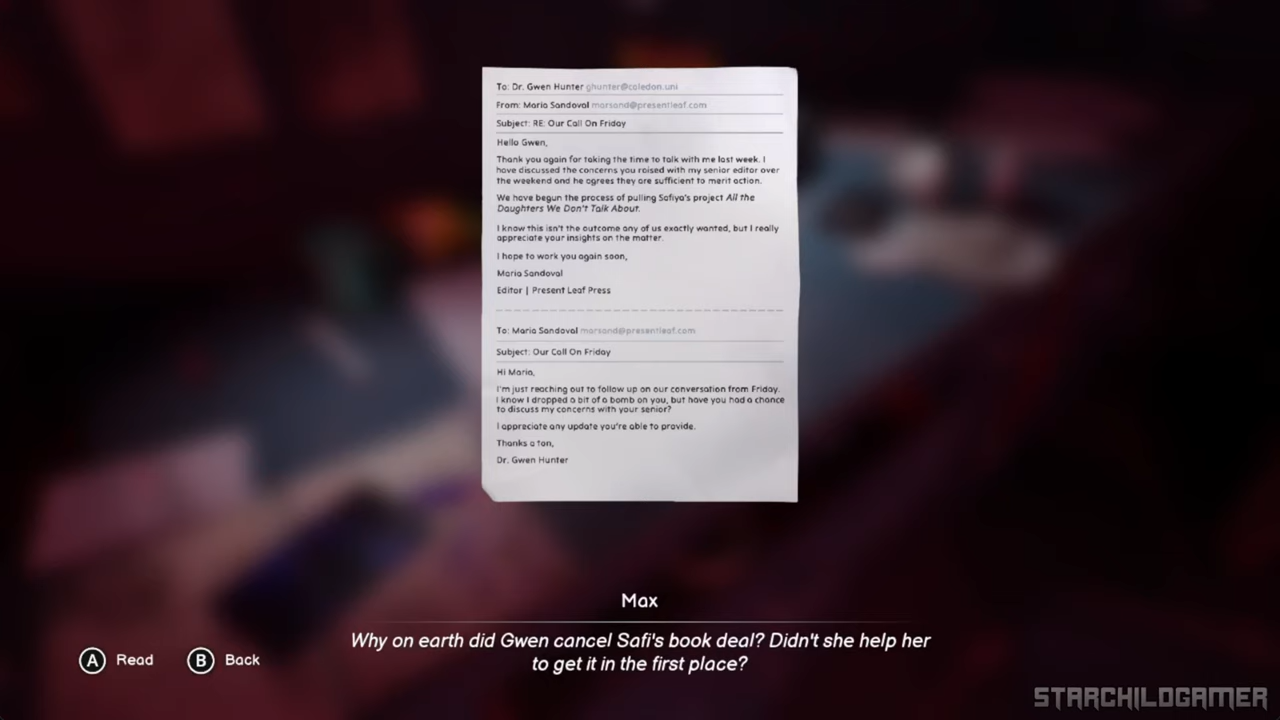 To: Dr. Gwen Hunter ghunter@caledon.uni
From: Maria Sandoval marsand@presentleaf.com
Subject: RE: Our Call On Friday
Hello Gwen,
Thank you again for taking the time to talk with me last week. I
have discussed the concerns you raised with my senior editor over
the weekend and he agrees they are sufficient to merit action.
We have begun the process of pulling Safiya's project All the
Daughters We Don't Talk About.
I know this isn't the outcome any of us exactly wanted, but I really
appreciate your insights on the matter.
I hope to work you again soon,
Maria Sandoval
Editor | Present Leaf Press
To: Maria Sandoval marsand@presentleaf.com
Subject: Our Call On Friday
Hi Maria,
I'm just reaching out to follow up on our conversation from Friday.
I know I dropped a bit of a bomb on you, but have you had a chance
to discuss my concerns with your senior?
I appreciate any update you're able to provide.
Thanks a ton,
Dr. Gwen Hunter
Max
Why on earth did Gwen cancel Safi's book deal? Didn't she help her
to get it in the first place?
A Read B Back
STARCHILDGAMER